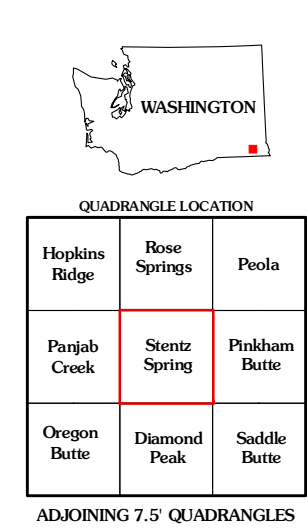 WASHINGTON
QUADRANGLE LOCATION
Hopkins
Ridge
Rose
Springs
Peola
Panjab
Creek
Stentz
Spring
Pinkham
Butte
Oregon
Butte
Diamond
Peak
Saddle
Butte
ADJOINING 7.5' QUADRANGLES